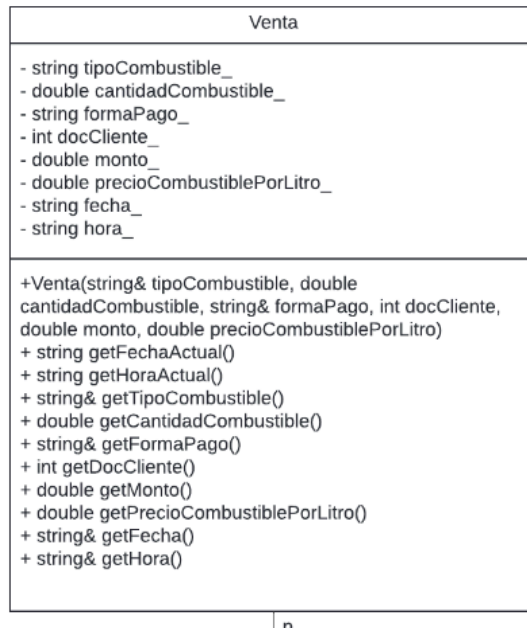 Venta
- string tipoCombustible_
- double cantidadCombustible_
- string formaPago_
- int docCliente_
- double monto_
- double precioCombustiblePorLitro_
- string fecha_
- string hora_
+Venta(string& tipoCombustible, double
cantidadCombustible, string& formaPago, int docCliente,
double monto, double precioCombustiblePorLitro)
+ string getFechaActual()
+ string getHoraActual()
+ string& getTipoCombustible()
+ double getCantidadCombustible()
+ string& getFormaPago()
+ int getDocCliente()
+ double getMonto()
+ double getPrecioCombustiblePorLitro()
+ string& getFecha()
+ string& getHora()
n